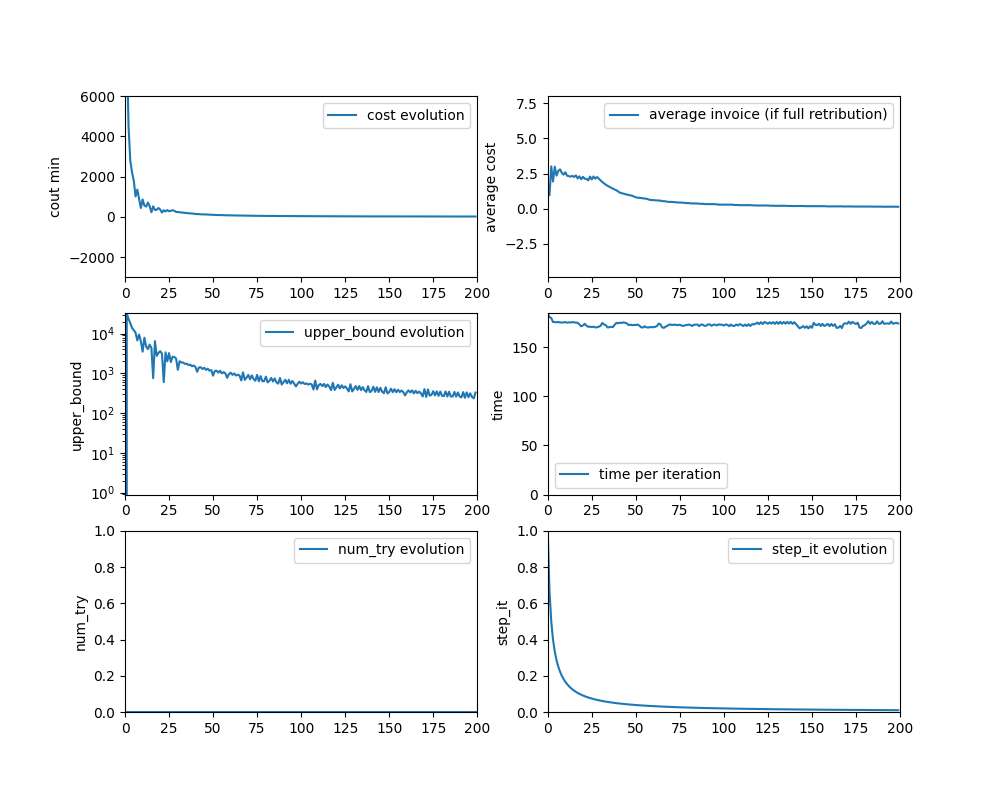 6000
4000
2000
0
−2000
cout min
cost evolution
0 25 50 75 100 125 150 175 200
7.5
5.0
2.5
0.0
−2.5
average cost
average invoice (if full retribution)
0 25 50 75 100 125 150 175 200
10⁴
10³
10²
10¹
10⁰
upper_bound
upper_bound evolution
0 25 50 75 100 125 150 175 200
150
100
50
0
time
time per iteration
0 25 50 75 100 125 150 175 200
1.0
0.8
0.6
0.4
0.2
0.0
num_try
num_try evolution
0 25 50 75 100 125 150 175 200
1.0
0.8
0.6
0.4
0.2
0.0
step_it
step_it evolution
0 25 50 75 100 125 150 175 200